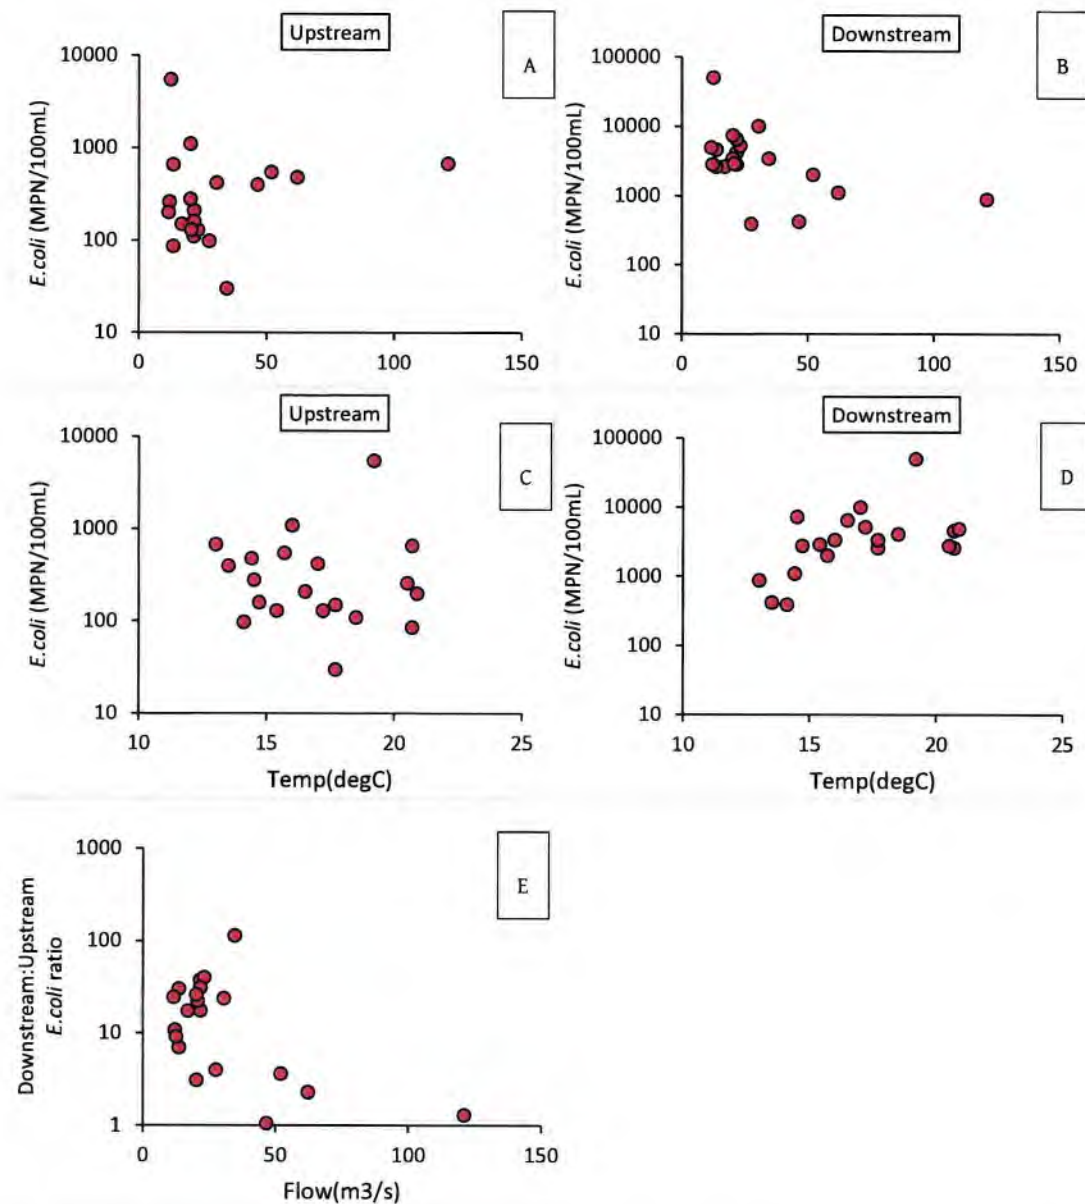 Upstream
A
10000
1000
100
10
E.coli (MPN/100mL)
0 50 100 150
Downstream
B
100000
10000
1000
100
10
E.coli (MPN/100mL)
0 50 100 150
Upstream
C
10000
1000
100
10
E.coli (MPN/100mL)
10 15 20 25
Temp(degC)
Downstream
D
100000
10000
1000
100
10
E.coli (MPN/100mL)
10 15 20 25
Temp(degC)
E
1000
100
10
1
Downstream:Upstream
E.coli ratio
0 50 100 150
Flow(m3/s)